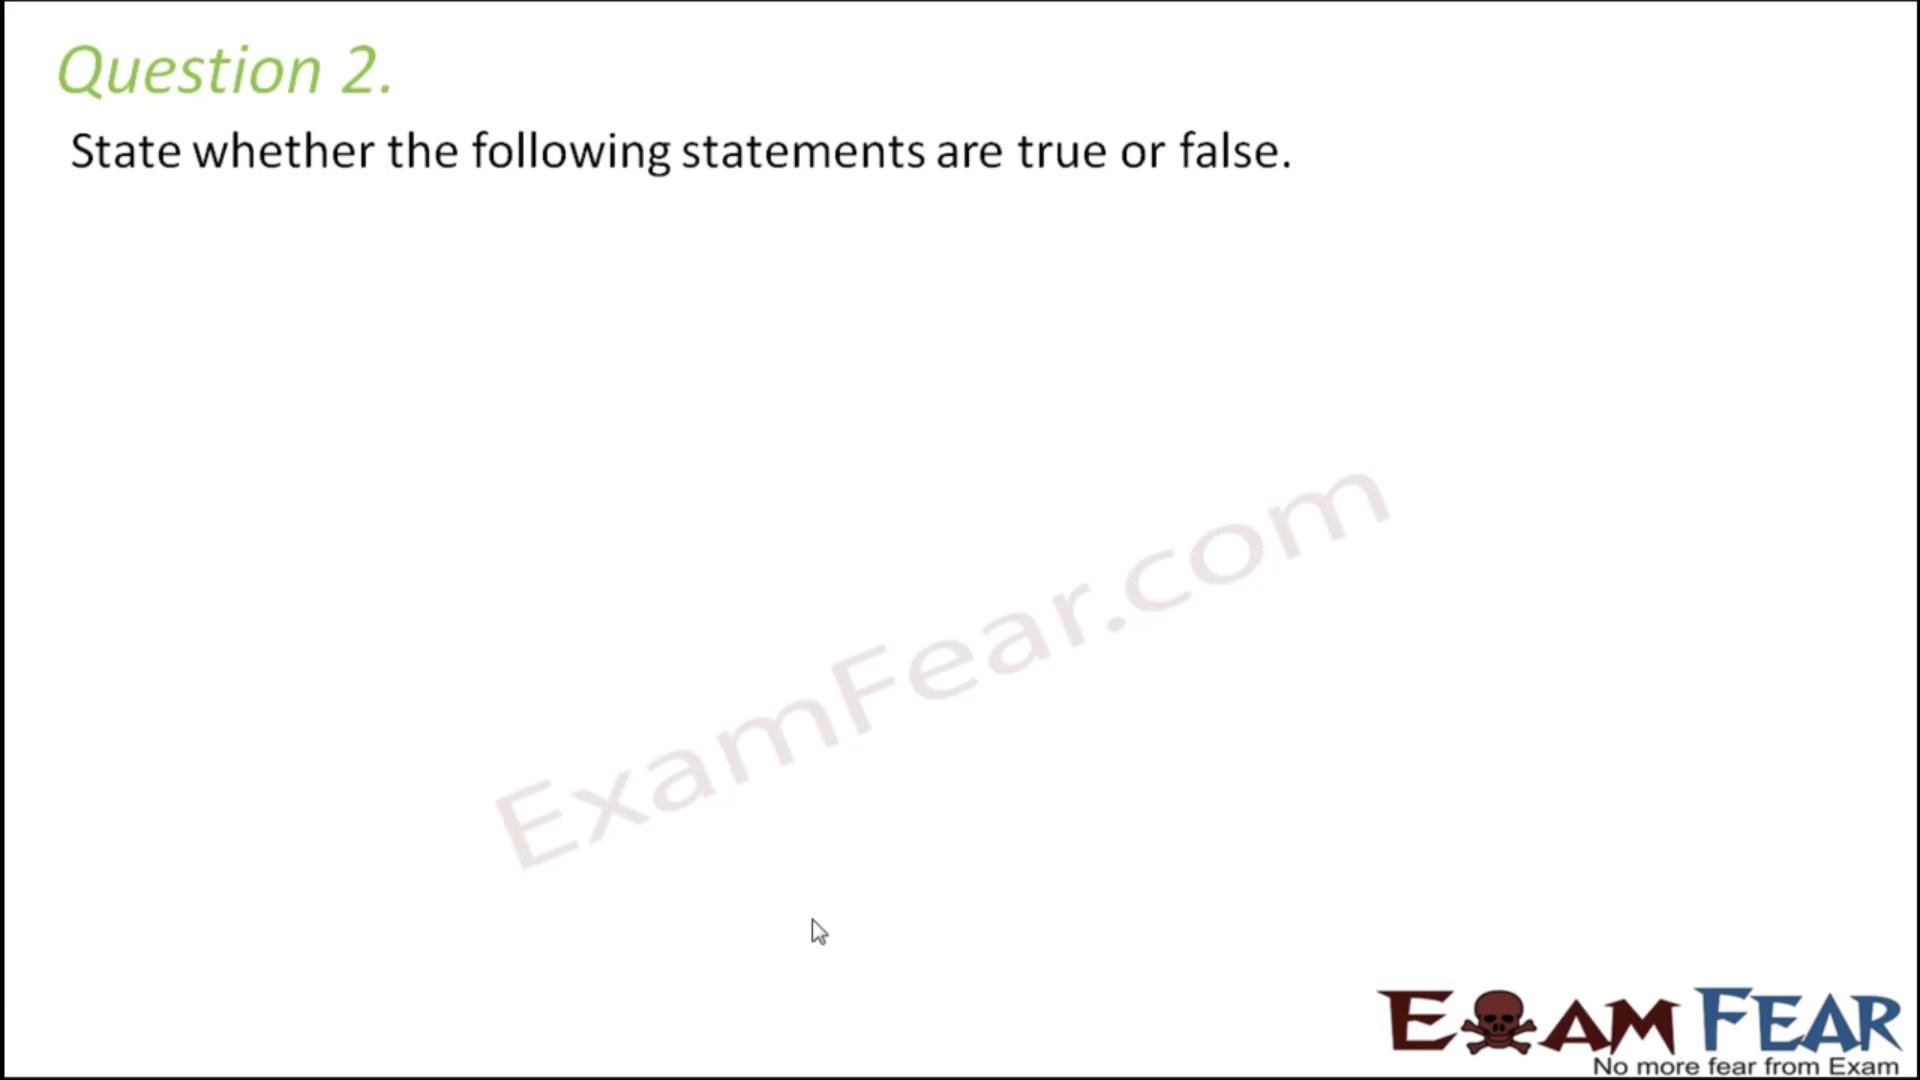 Question 2.
State whether the following statements are true or false.
ExamFear.com
EXAM FEAR
No more fear from Exam